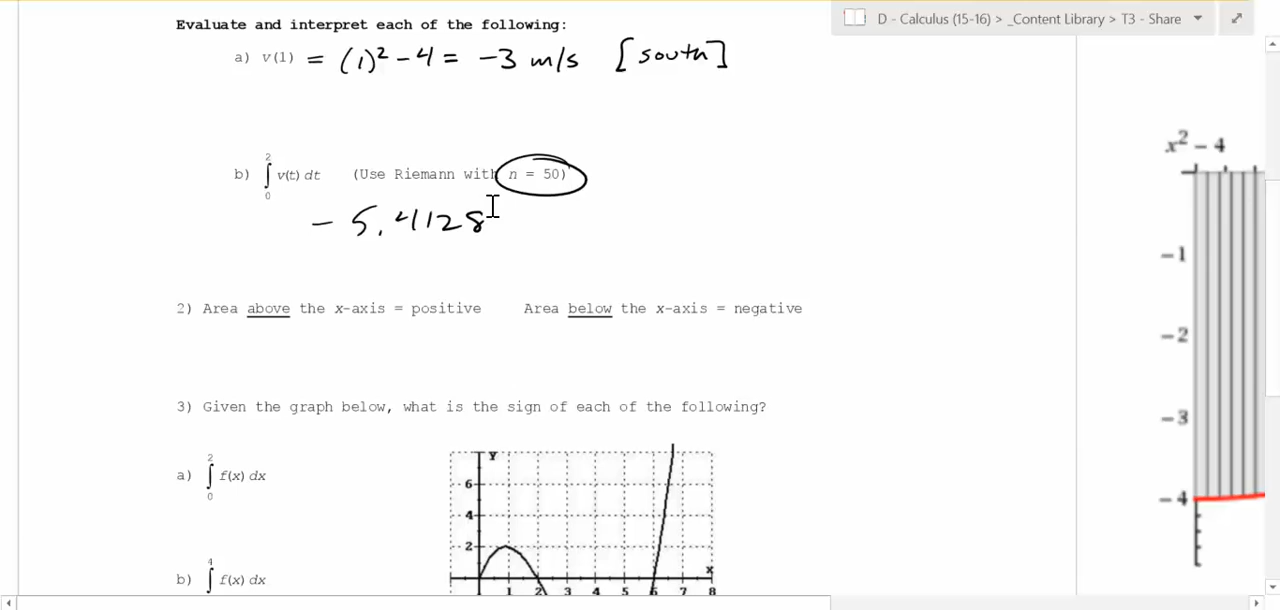 Evaluate and interpret each of the following:
D - Calculus (15-16) > _Content Library > T3 - Share
a) v(1) = (1)² - 4 = -3 m/s [south]
x² - 4
b) ∫₀² v(t) dt (Use Riemann with n = 50)
- 5.4128
-1
-2
-3
-4
2) Area above the x-axis = positive Area below the x-axis = negative
3) Given the graph below, what is the sign of each of the following?
a) ∫₀² f(x) dx
b) ∫ 4 f(x) dx
Y
6
4
2
X
1 2 3 4 5 6 7 8